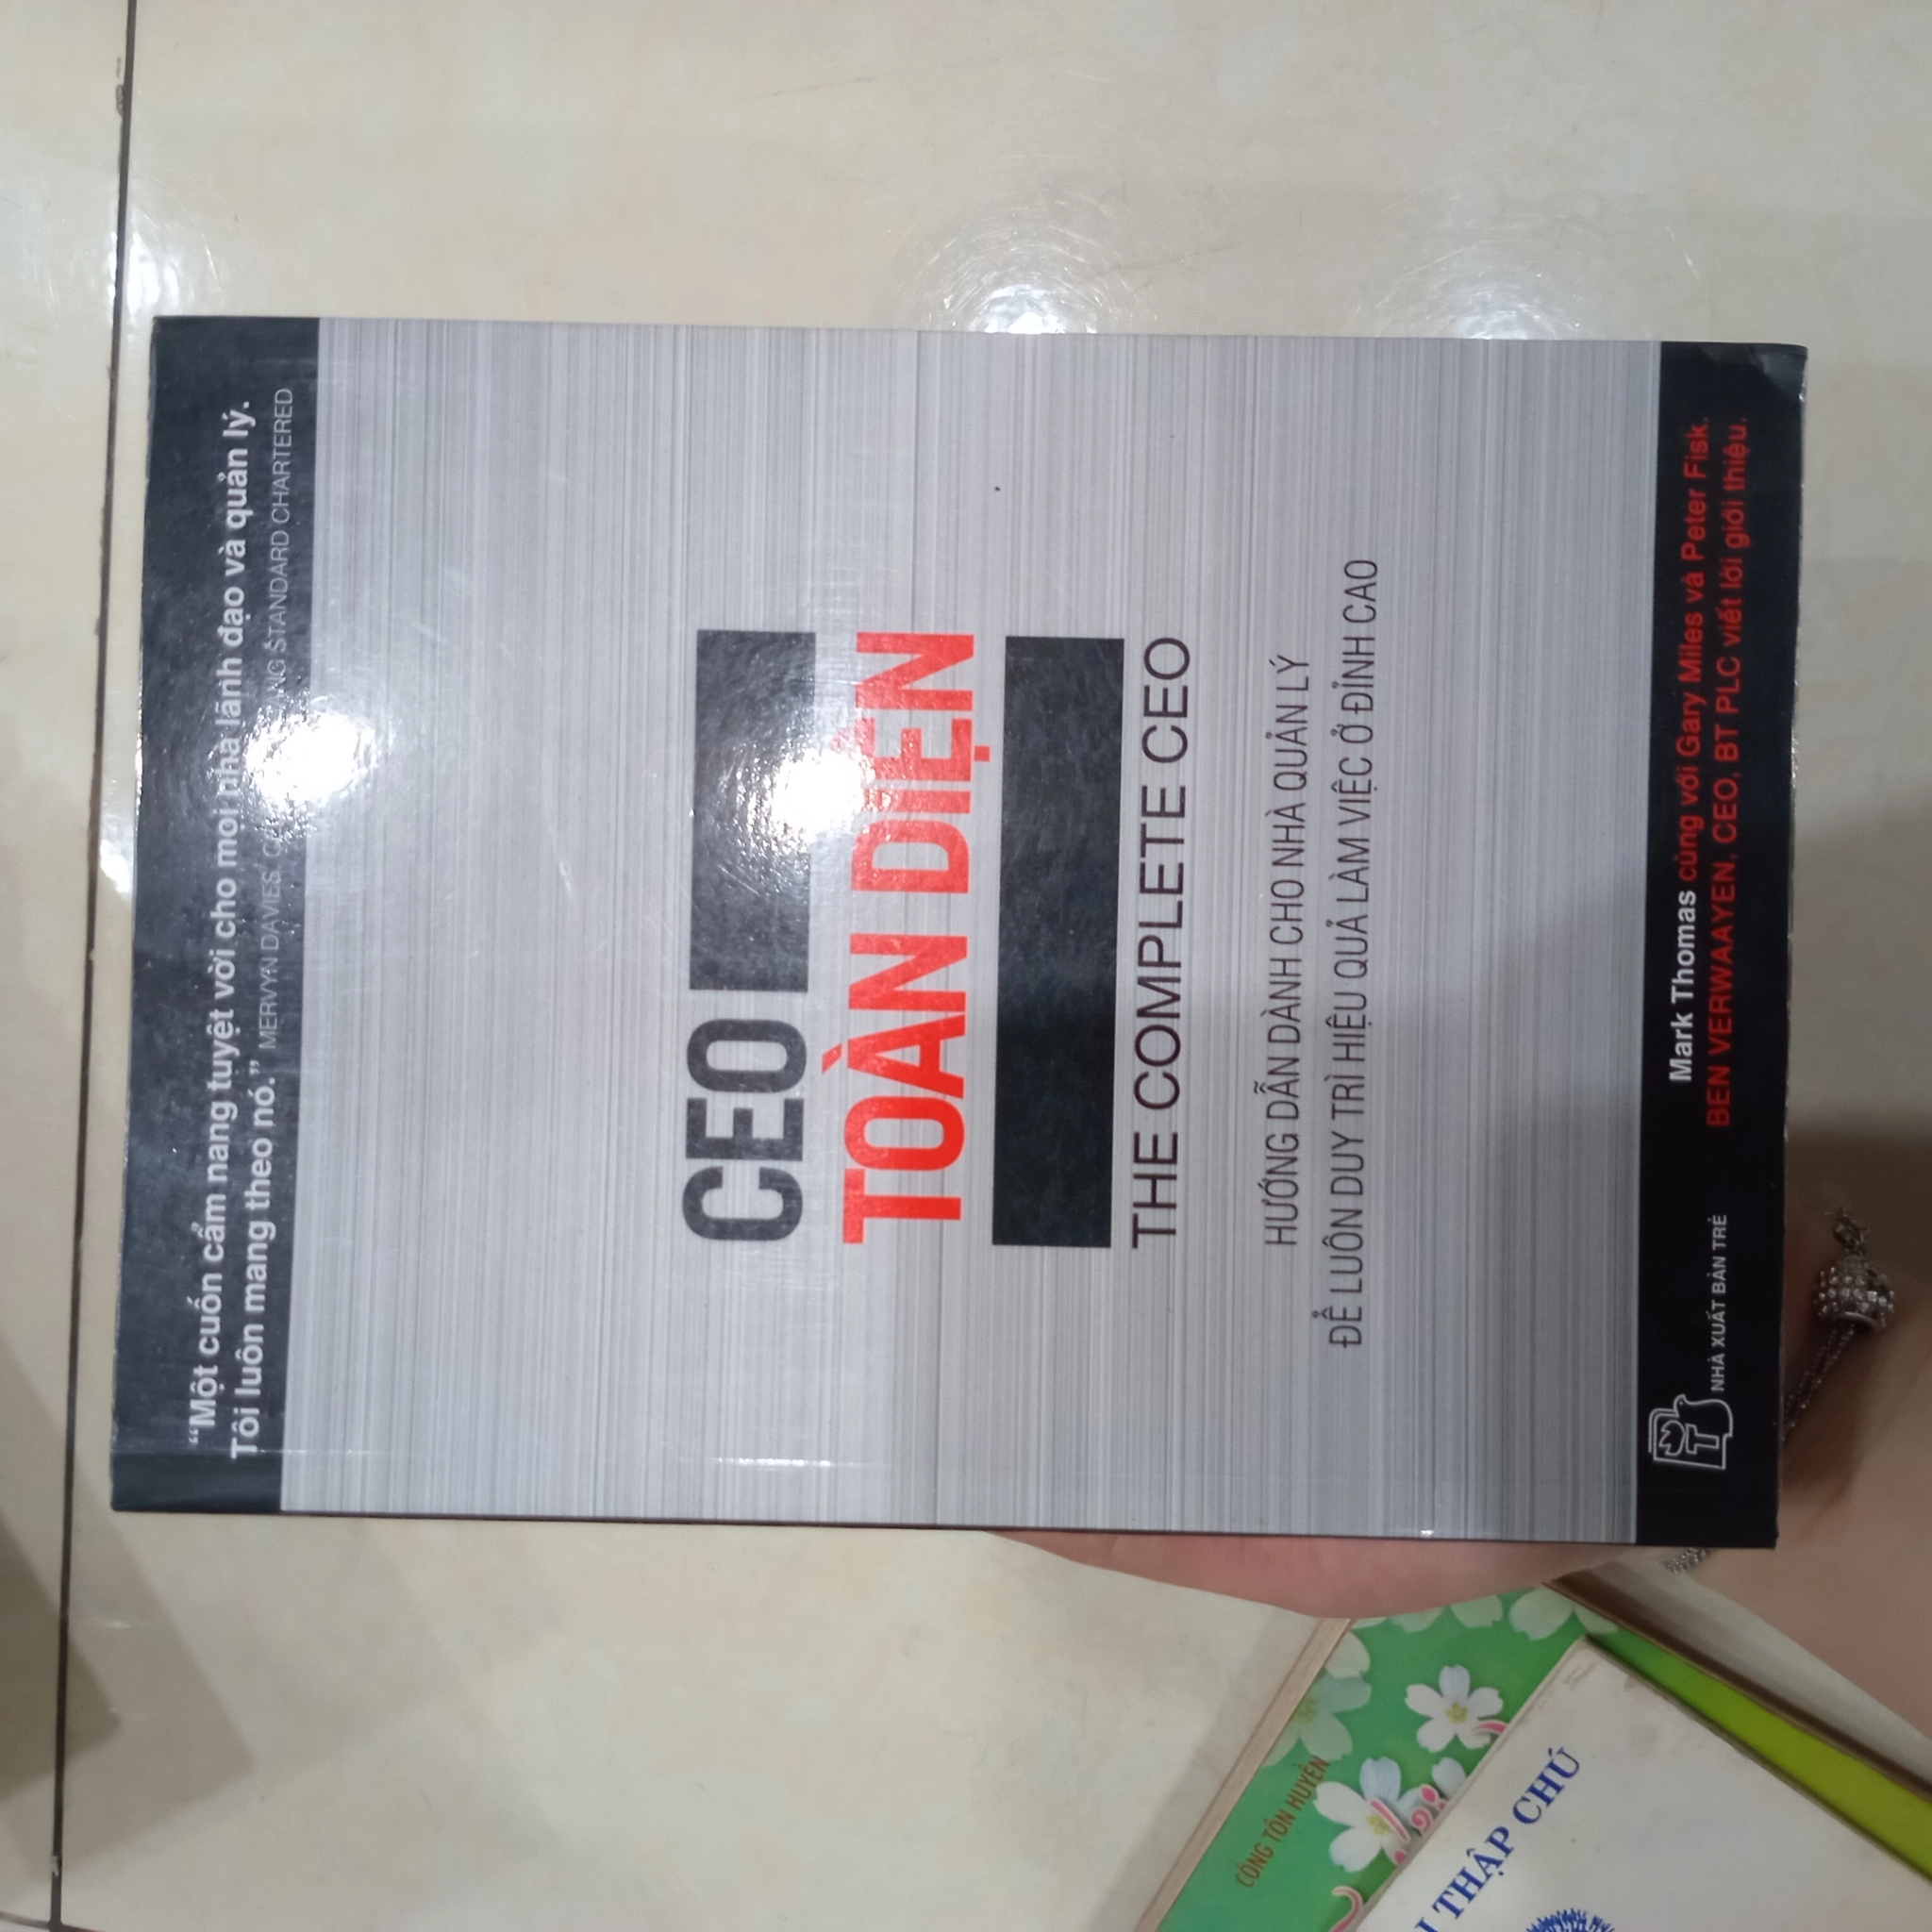 “Một cuốn cẩm nang tuyệt vời cho mọi nhà lãnh đạo và quản lý.
Tôi luôn mang theo nó.” MERVYN DAVIES, STANDARD CHARTERED
CEO
TOÀN DIỆN
THE COMPLETE CEO
HƯỚNG DẪN DÀNH CHO NHÀ QUẢN LÝ
ĐỂ LUÔN DUY TRÌ HIỆU QUẢ LÀM VIỆC Ở ĐỈNH CAO
Mark Thomas cùng với Gary Miles và Peter Fisk.
BEN VERWAAYEN, CEO, BT PLC viết lời giới thiệu.
T
NHÀ XUẤT BẢN TRẺ
CÔNG TÔN HUYỀN
THẬP CHÚ